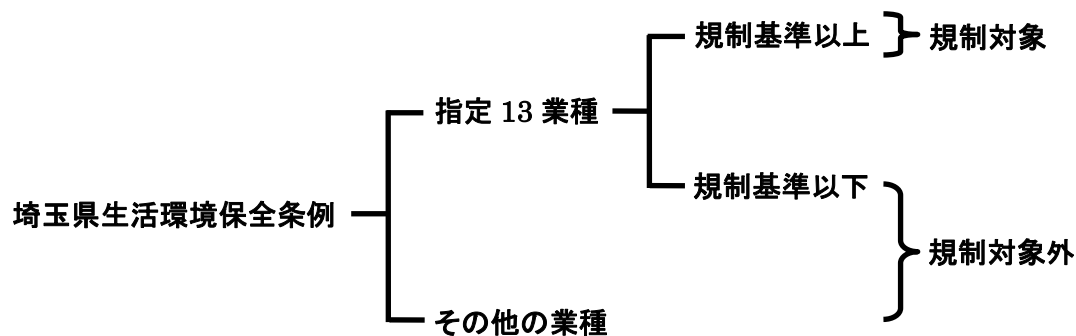 規制基準以上
規制対象
指定 13 業種
規制基準以下
埼玉県生活環境保全条例
規制対象外
その他の業種